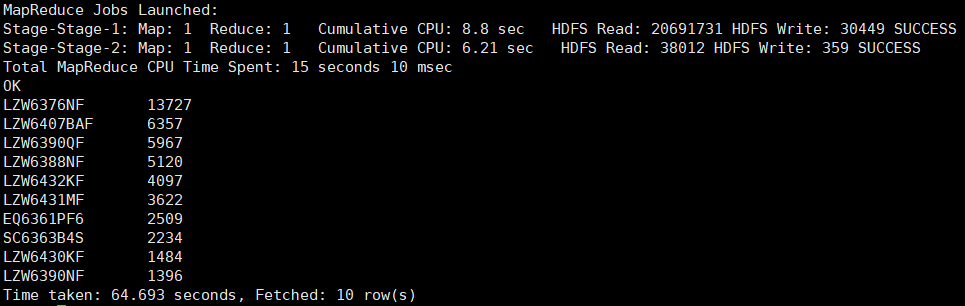 MapReduce Jobs Launched:
Stage-Stage-1: Map: 1  Reduce: 1   Cumulative CPU: 8.8 sec   HDFS Read: 20691731 HDFS Write: 30449 SUCCESS
Stage-Stage-2: Map: 1  Reduce: 1   Cumulative CPU: 6.21 sec   HDFS Read: 38012 HDFS Write: 359 SUCCESS
Total MapReduce CPU Time Spent: 15 seconds 10 msec
OK
LZW6376NF       13727
LZW6407BAF      6357
LZW6390QF       5967
LZW6388NF       5120
LZW6432KF       4097
LZW6431MF       3622
EQ6361PF6       2509
SC6363B4S       2234
LZW6430KF       1484
LZW6390NF       1396
Time taken: 64.693 seconds, Fetched: 10 row(s)